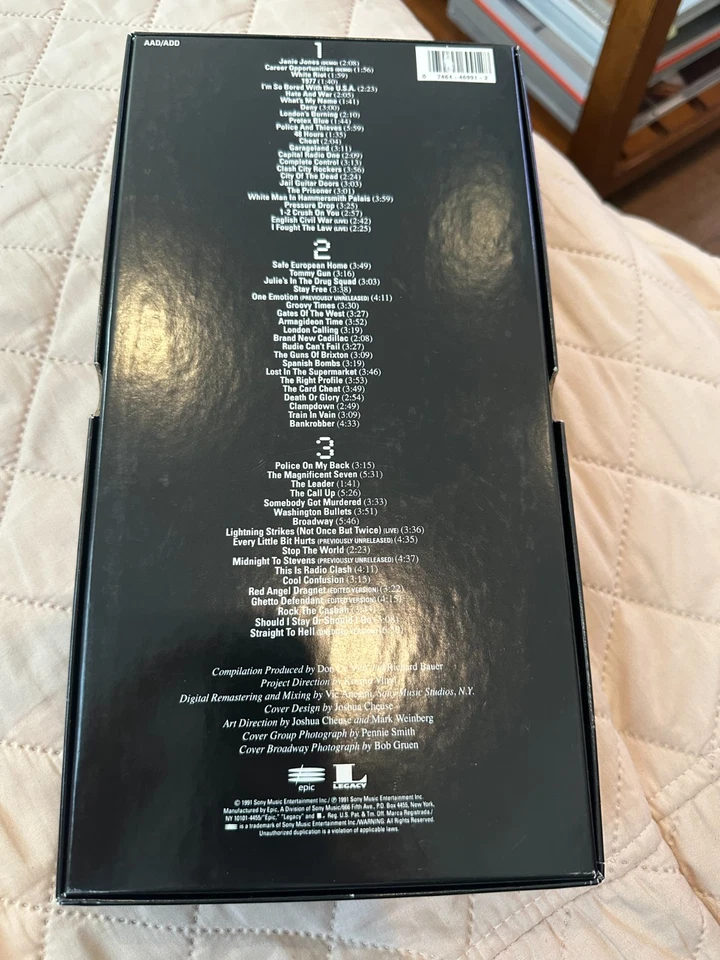 AAD/ADD
1
Janie Jones (DEMO) (2:08)
Career Opportunities (DEMO) (1:56)
White Riot (1:59)
1977 (1:40)
I'm So Bored With the U.S.A. (2:23)
Hate And War (2:05)
What's My Name (1:41)
Deny (3:00)
London's Burning (2:10)
Protex Blue (1:44)
Police And Thieves (5:59)
48 Hours (1:35)
Cheat (2:04)
Garageland (3:11)
Capital Radio One (2:09)
Complete Control (3:13)
Clash City Rockers (3:56)
City Of The Dead (2:24)
Jail Guitar Doors (3:03)
The Prisoner (3:01)
White Man In Hammersmith Palais (3:59)
Pressure Drop (3:25)
1-2 Crush On You (2:57)
English Civil War (LIVE) (2:42)
I Fought The Law (LIVE) (2:25)
2
Safe European Home (3:49)
Tommy Gun (3:16)
Julie's In The Drug Squad (3:03)
Stay Free (3:38)
One Emotion (PREVIOUSLY UNRELEASED) (4:11)
Groovy Times (3:30)
Gates Of The West (3:27)
Armagideon Time (3:52)
London Calling (3:19)
Brand New Cadillac (2:08)
Rudie Can't Fail (3:27)
The Guns Of Brixton (3:09)
Spanish Bombs (3:19)
Lost In The Supermarket (3:46)
The Right Profile (3:53)
The Card Cheat (3:49)
Death Or Glory (2:54)
Clampdown (2:49)
Train In Vain (3:09)
Bankrobber (4:33)
3
Police On My Back (3:15)
The Magnificent Seven (5:31)
The Leader (1:41)
The Call Up (5:26)
Somebody Got Murdered (3:33)
Washington Bullets (3:51)
Broadway (5:46)
Lightning Strikes (Not Once But Twice) (LIVE) (3:36)
Every Little Bit Hurts (PREVIOUSLY UNRELEASED) (4:35)
Stop The World (2:23)
Midnight To Stevens (PREVIOUSLY UNRELEASED) (4:37)
This Is Radio Clash (4:11)
Cool Confusion (3:15)
Red Angel Dragnet (EDITED VERSION) (3:22)
Ghetto Defendant (EDITED VERSION) (4:15)
Rock The Casbah
Should I Stay Or Should I Go
Straight To Hell
Compilation Produced by Don Richard Bauer
Project Direction by Vinyl
Digital Remastering and Mixing by Vic Anesini, Sony Music Studios, N.Y.
Cover Design by Joshua Cheuse
Art Direction by Joshua Cheuse and Mark Weinberg
Cover Group Photograph by Pennie Smith
Cover Broadway Photograph by Bob Gruen
epic
L
LEGACY
© 1991 Sony Music Entertainment Inc./ ℗ 1991 Sony Music Entertainment Inc.
Manufactured by Epic, A Division of Sony Music/666 Fifth Ave., P.O. Box 4455, New York,
NY 10101-4455/"Epic," "Legacy" and L Reg. U.S. Pat. & Tm. Off. Marca Registrada./
is a trademark of Sony Music Entertainment Inc./WARNING: All Rights Reserved.
Unauthorized duplication is a violation of applicable laws.